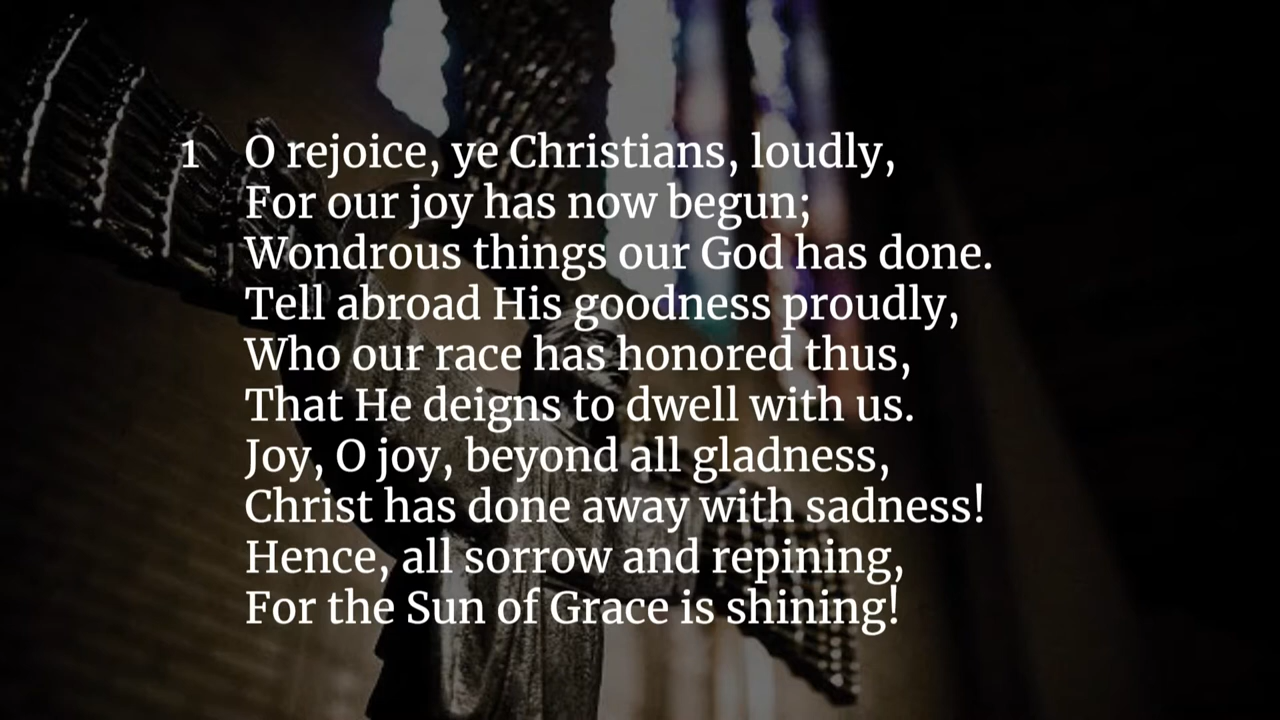 1 O rejoice, ye Christians, loudly,
For our joy has now begun;
Wondrous things our God has done.
Tell abroad His goodness proudly,
Who our race has honored thus,
That He deigns to dwell with us.
Joy, O joy, beyond all gladness,
Christ has done away with sadness!
Hence, all sorrow and repining,
For the Sun of Grace is shining!